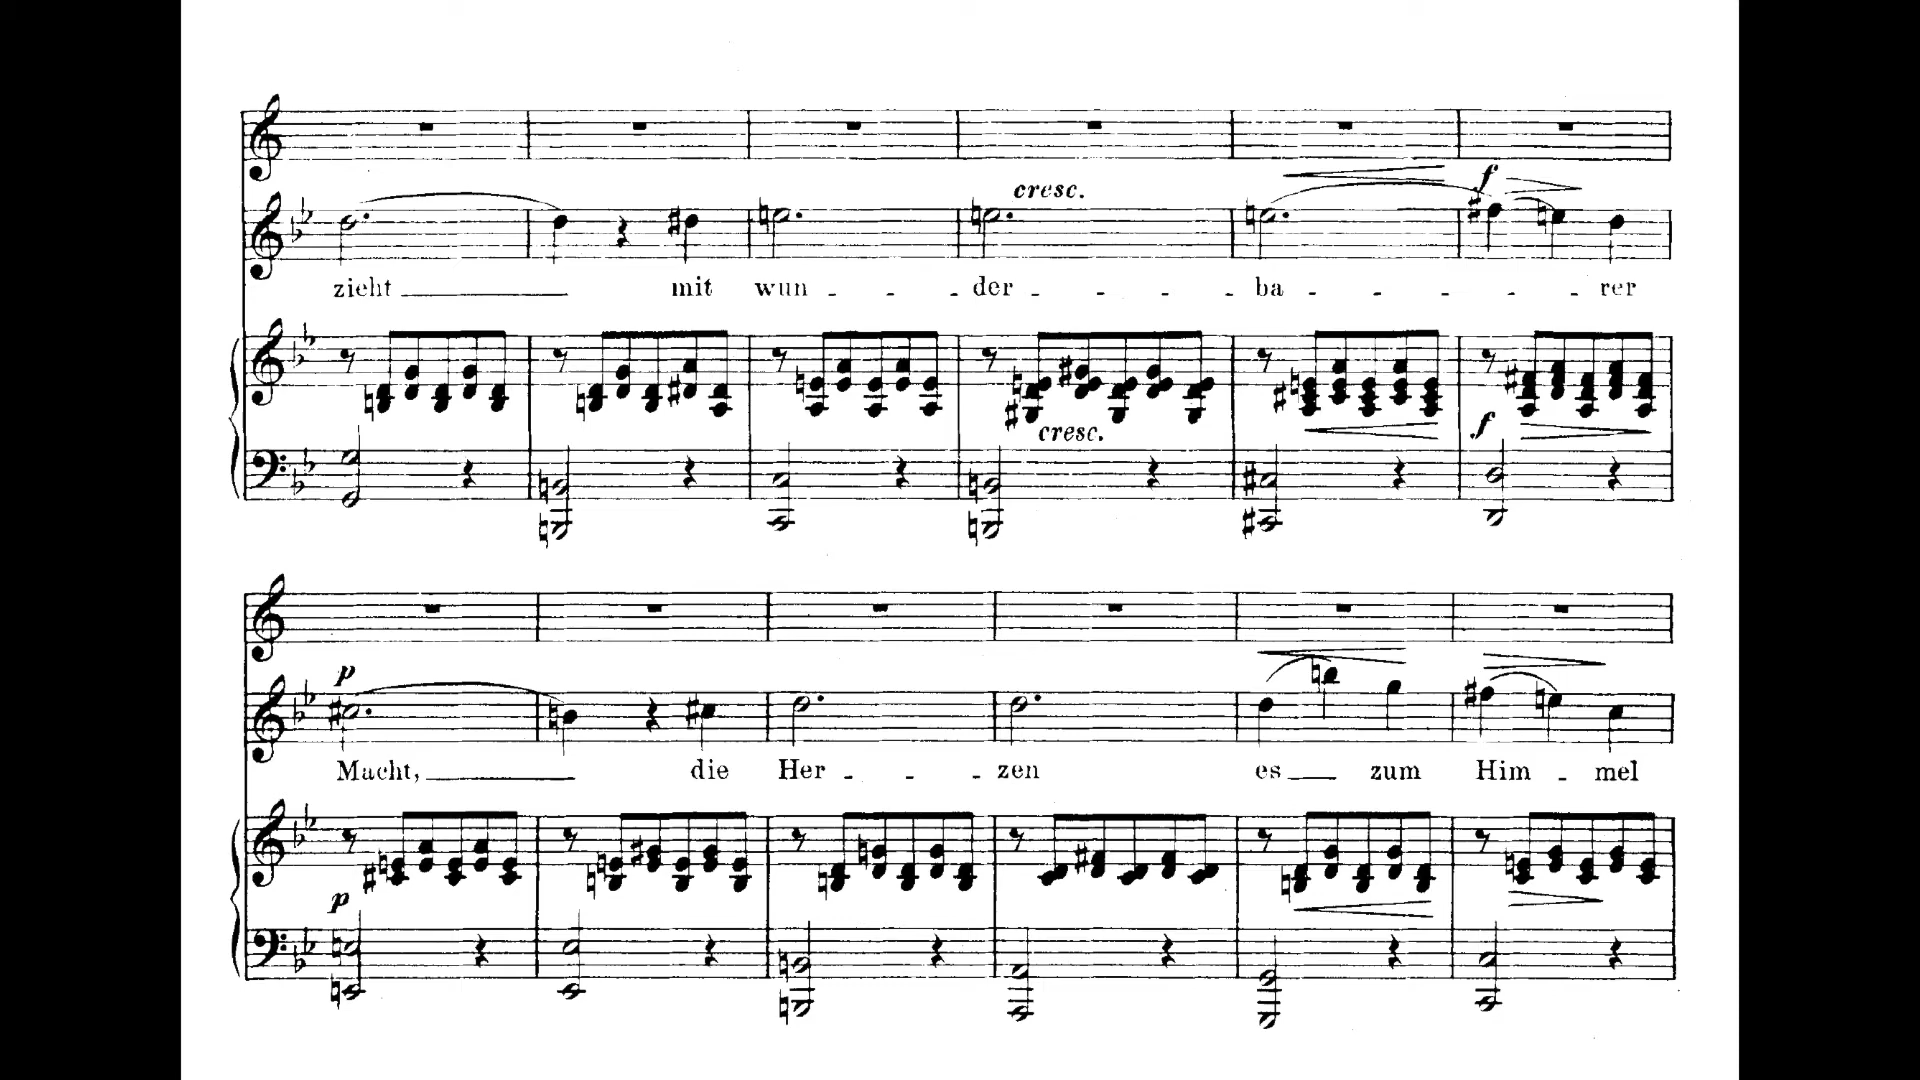 cresc.
f
zieht mit wun - - - der - - - - ba - - - - - rer
cresc.
f
p
Macht, die Her - - - zen es zum Him - mel
p